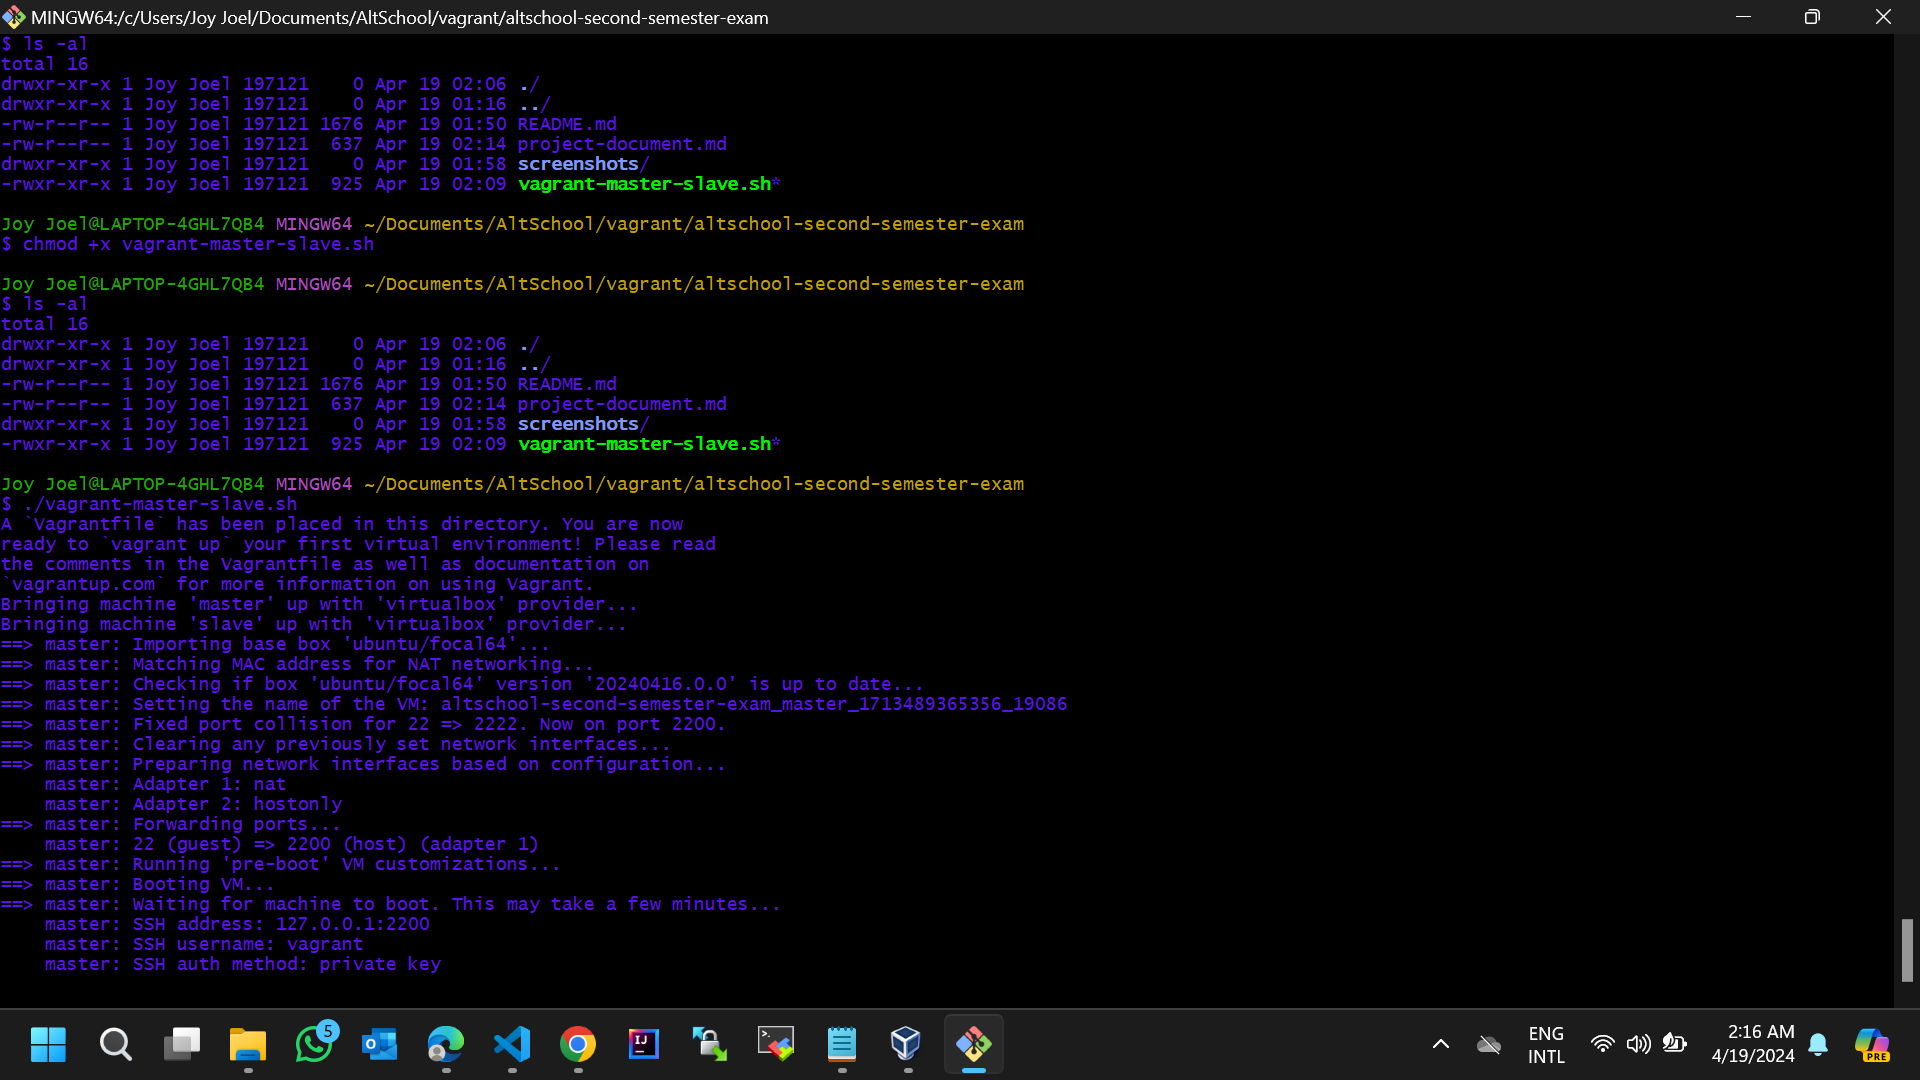 MINGW64:/c/Users/Joy Joel/Documents/AltSchool/vagrant/altschool-second-semester-exam
$ ls -al
total 16
drwxr-xr-x 1 Joy Joel 197121    0 Apr 19 02:06 ./
drwxr-xr-x 1 Joy Joel 197121    0 Apr 19 01:16 ../
-rw-r--r-- 1 Joy Joel 197121 1676 Apr 19 01:50 README.md
-rw-r--r-- 1 Joy Joel 197121  637 Apr 19 02:14 project-document.md
drwxr-xr-x 1 Joy Joel 197121    0 Apr 19 01:58 screenshots/
-rwxr-xr-x 1 Joy Joel 197121  925 Apr 19 02:09 vagrant-master-slave.sh*
Joy Joel@LAPTOP-4GHL7QB4 MINGW64 ~/Documents/AltSchool/vagrant/altschool-second-semester-exam
$ chmod +x vagrant-master-slave.sh
Joy Joel@LAPTOP-4GHL7QB4 MINGW64 ~/Documents/AltSchool/vagrant/altschool-second-semester-exam
$ ls -al
total 16
drwxr-xr-x 1 Joy Joel 197121    0 Apr 19 02:06 ./
drwxr-xr-x 1 Joy Joel 197121    0 Apr 19 01:16 ../
-rw-r--r-- 1 Joy Joel 197121 1676 Apr 19 01:50 README.md
-rw-r--r-- 1 Joy Joel 197121  637 Apr 19 02:14 project-document.md
drwxr-xr-x 1 Joy Joel 197121    0 Apr 19 01:58 screenshots/
-rwxr-xr-x 1 Joy Joel 197121  925 Apr 19 02:09 vagrant-master-slave.sh*
Joy Joel@LAPTOP-4GHL7QB4 MINGW64 ~/Documents/AltSchool/vagrant/altschool-second-semester-exam
$ ./vagrant-master-slave.sh
A `Vagrantfile` has been placed in this directory. You are now
ready to `vagrant up` your first virtual environment! Please read
the comments in the Vagrantfile as well as documentation on
`vagrantup.com` for more information on using Vagrant.
Bringing machine 'master' up with 'virtualbox' provider...
Bringing machine 'slave' up with 'virtualbox' provider...
==> master: Importing base box 'ubuntu/focal64'...
==> master: Matching MAC address for NAT networking...
==> master: Checking if box 'ubuntu/focal64' version '20240416.0.0' is up to date...
==> master: Setting the name of the VM: altschool-second-semester-exam_master_1713489365356_19086
==> master: Fixed port collision for 22 => 2222. Now on port 2200.
==> master: Clearing any previously set network interfaces...
==> master: Preparing network interfaces based on configuration...
    master: Adapter 1: nat
    master: Adapter 2: hostonly
==> master: Forwarding ports...
    master: 22 (guest) => 2200 (host) (adapter 1)
==> master: Running 'pre-boot' VM customizations...
==> master: Booting VM...
==> master: Waiting for machine to boot. This may take a few minutes...
    master: SSH address: 127.0.0.1:2200
    master: SSH username: vagrant
    master: SSH auth method: private key
5
IJ
ENG
INTL
2:16 AM
4/19/2024
PRE